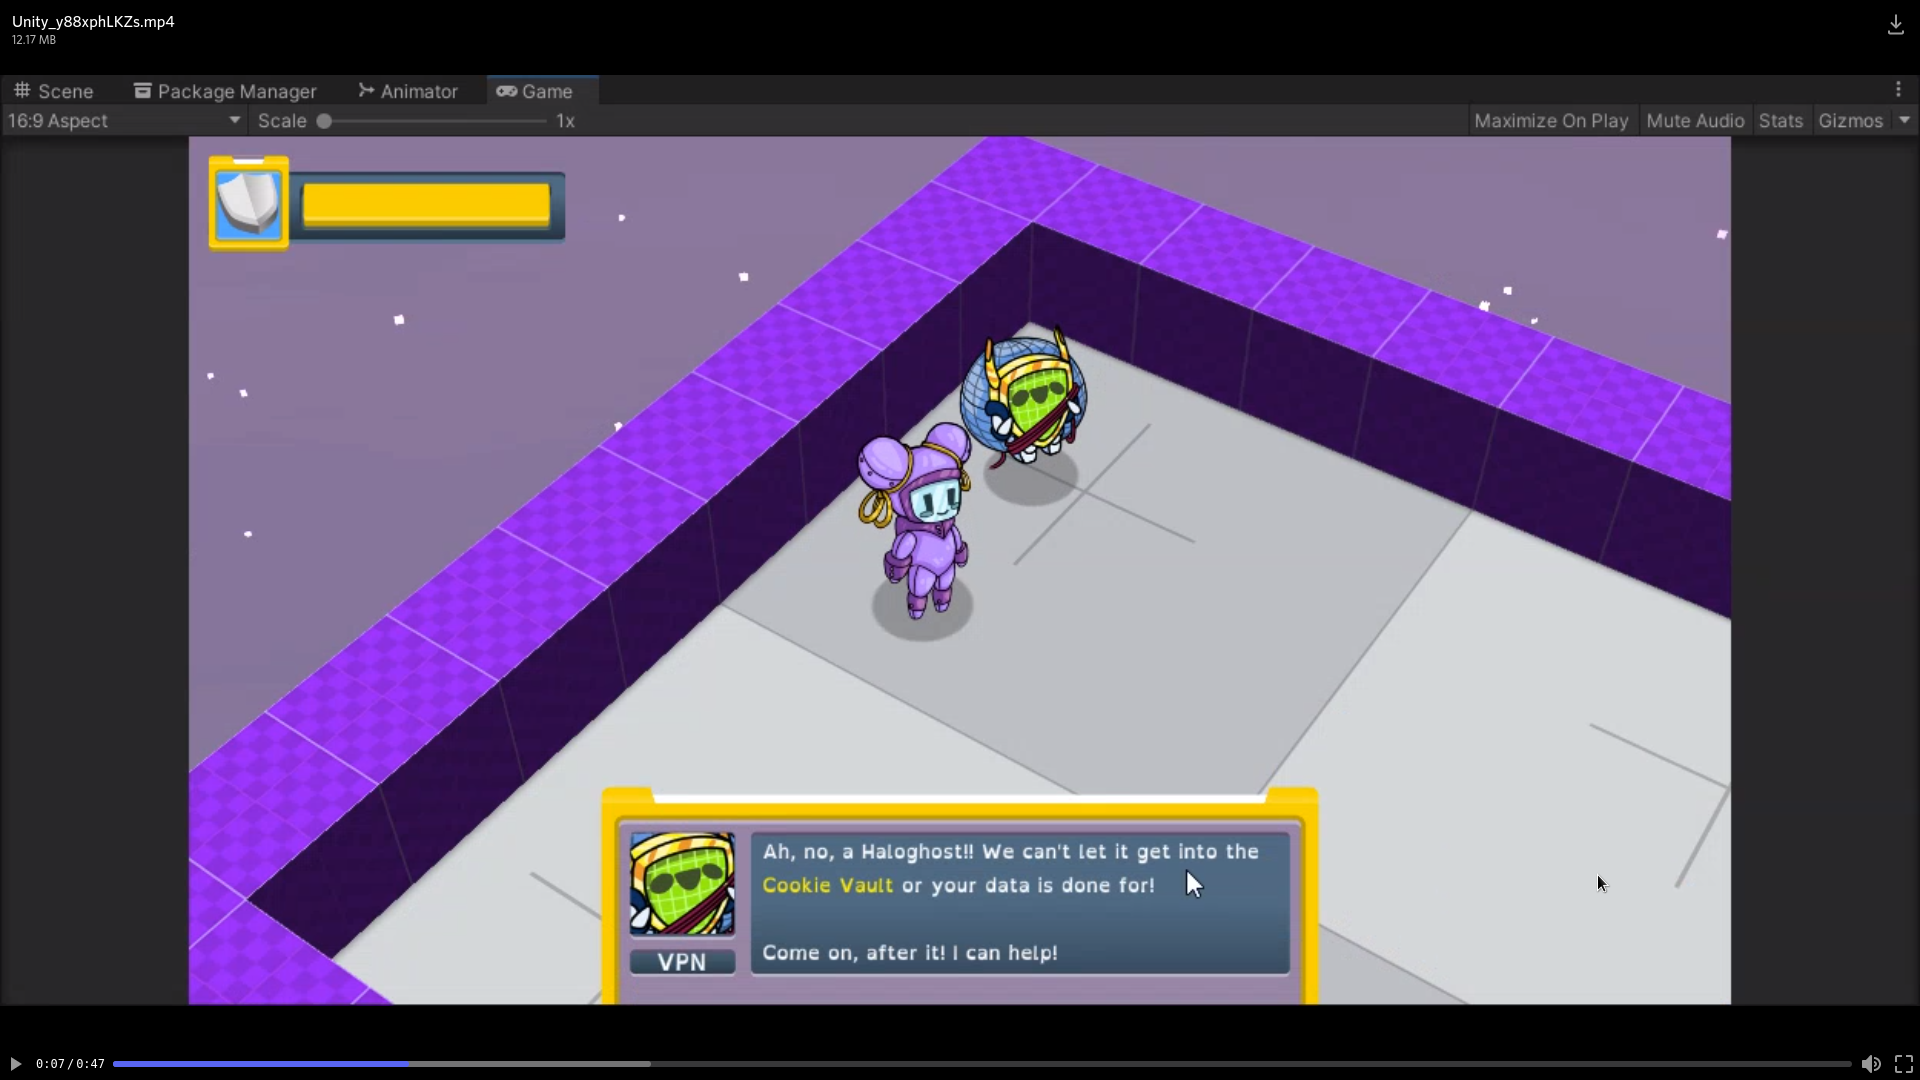 Unity_y88xphLKZs.mp4
12.17 MB
Scene
Package Manager
Animator
Game
16:9 Aspect
Scale
1x
Maximize On Play
Mute Audio
Stats
Gizmos
Ah, no, a Haloghost!! We can't let it get into the
Cookie Vault or your data is done for!
Come on, after it! I can help!
VPN
0:07/0:47